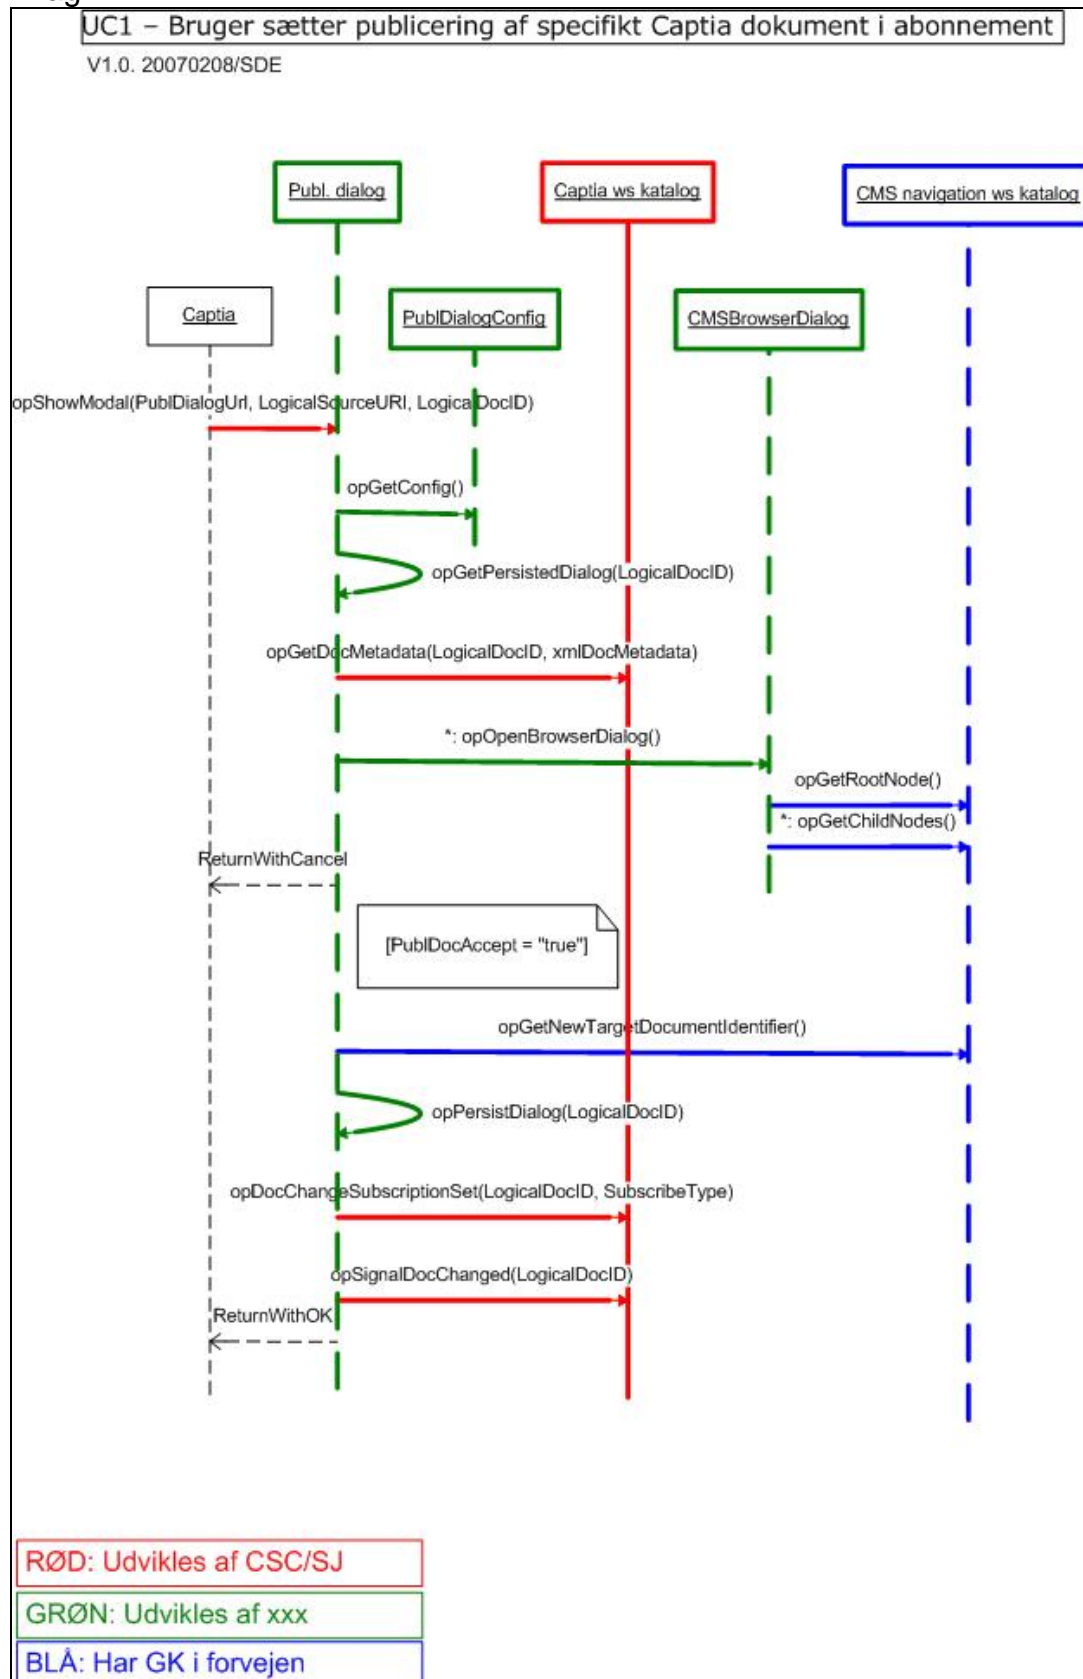 UC1 – Bruger sætter publicering af specifikt Captia dokument i abonnement
V1.0. 20070208/SDE
Publ. dialog
Captia ws katalog
CMS navigation ws katalog
Captia
PublDialogConfig
CMSBrowserDialog
opShowModal(PublDialogUrl, LogicalSourceURI, LogicalDocID)
opGetConfig()
opGetPersistedDialog(LogicalDocID)
opGetDocMetadata(LogicalDocID, xmlDocMetadata)
*: opOpenBrowserDialog()
opGetRootNode()
*: opGetChildNodes()
ReturnWithCancel
[PublDocAccept = "true"]
opGetNewTargetDocumentIdentifier()
opPersistDialog(LogicalDocID)
opDocChangeSubscriptionSet(LogicalDocID, SubscribeType)
opSignalDocChanged(LogicalDocID)
ReturnWithOK
RØD: Udvikles af CSC/SJ
GRØN: Udvikles af xxx
BLÅ: Har GK i forvejen